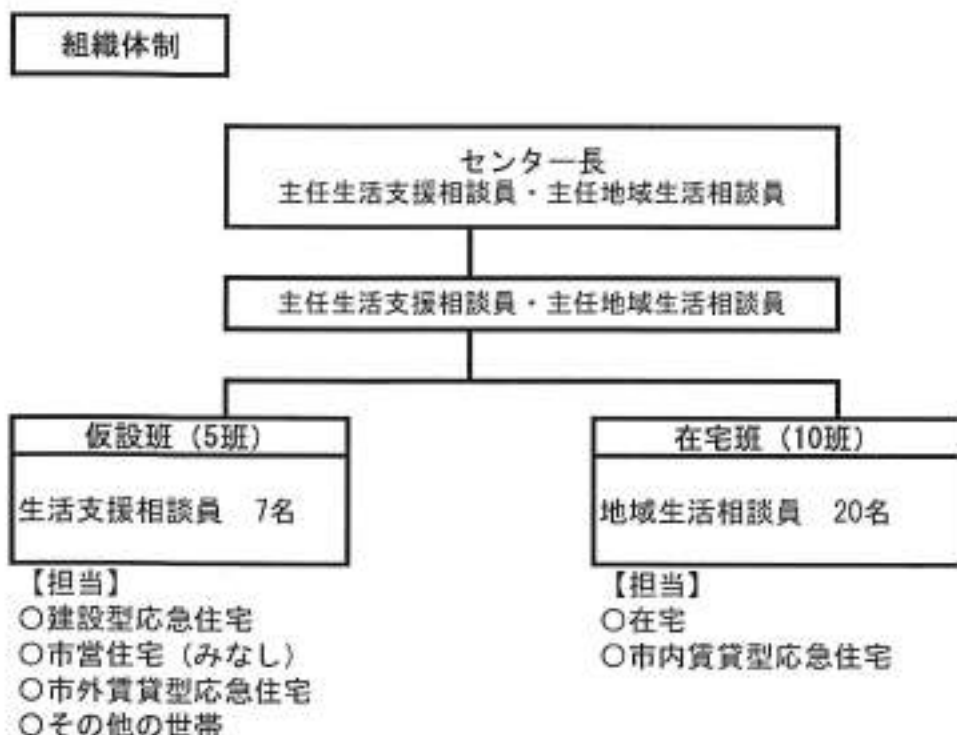 組織体制
センター長
主任生活支援相談員・主任地域生活相談員
主任生活支援相談員・主任地域生活相談員
仮設班（5班）
生活支援相談員　7名
【担当】
○建設型応急住宅
○市営住宅（みなし）
○市外賃貸型応急住宅
○その他の世帯
在宅班（10班）
地域生活相談員　20名
【担当】
○在宅
○市内賃貸型応急住宅